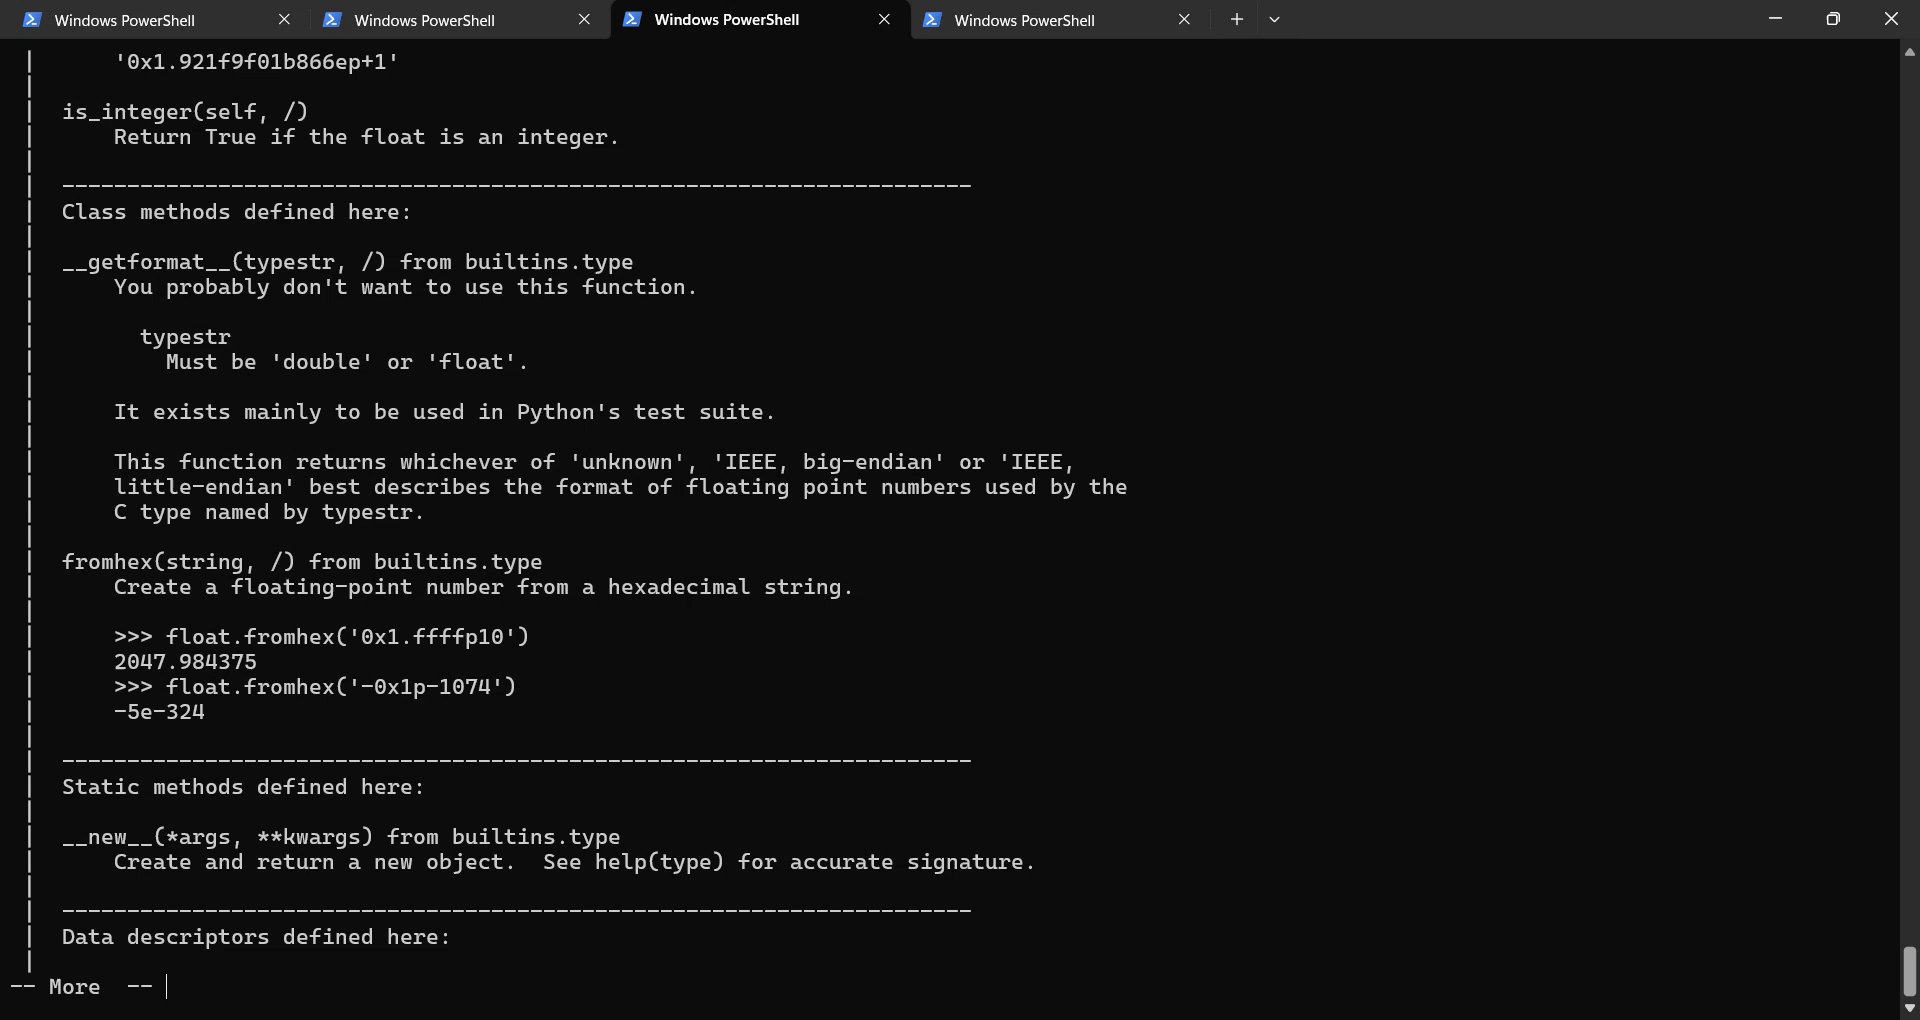 Windows PowerShell
Windows PowerShell
Windows PowerShell
Windows PowerShell
|      '0x1.921f9f01b866ep+1'
|
|  is_integer(self, /)
|      Return True if the float is an integer.
|
|  ----------------------------------------------------------------------
|  Class methods defined here:
|
|  __getformat__(typestr, /) from builtins.type
|      You probably don't want to use this function.
|
|        typestr
|          Must be 'double' or 'float'.
|
|      It exists mainly to be used in Python's test suite.
|
|      This function returns whichever of 'unknown', 'IEEE, big-endian' or 'IEEE,
|      little-endian' best describes the format of floating point numbers used by the
|      C type named by typestr.
|
|  fromhex(string, /) from builtins.type
|      Create a floating-point number from a hexadecimal string.
|
|      >>> float.fromhex('0x1.ffffp10')
|      2047.984375
|      >>> float.fromhex('-0x1p-1074')
|      -5e-324
|
|  ----------------------------------------------------------------------
|  Static methods defined here:
|
|  __new__(*args, **kwargs) from builtins.type
|      Create and return a new object.  See help(type) for accurate signature.
|
|  ----------------------------------------------------------------------
|  Data descriptors defined here:
|
-- More  --